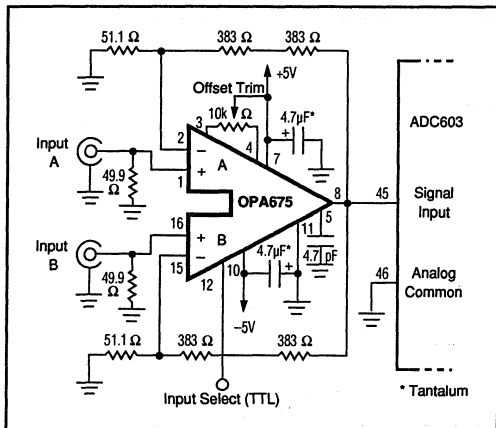 51.1 Ω
383 Ω
383 Ω
+5V
Offset Trim
10k Ω
3
4
4.7µF*
+
7
ADC603
Input
A
2
−
A
+
1
49.9
Ω
OPA675
8
45
Signal
Input
5
11
4.7 pF
16
+
B
−
15
Input
B
49.9
Ω
12
10
4.7µF*
+
−5V
46
Analog
Common
51.1 Ω
383 Ω
383 Ω
Input Select (TTL)
* Tantalum